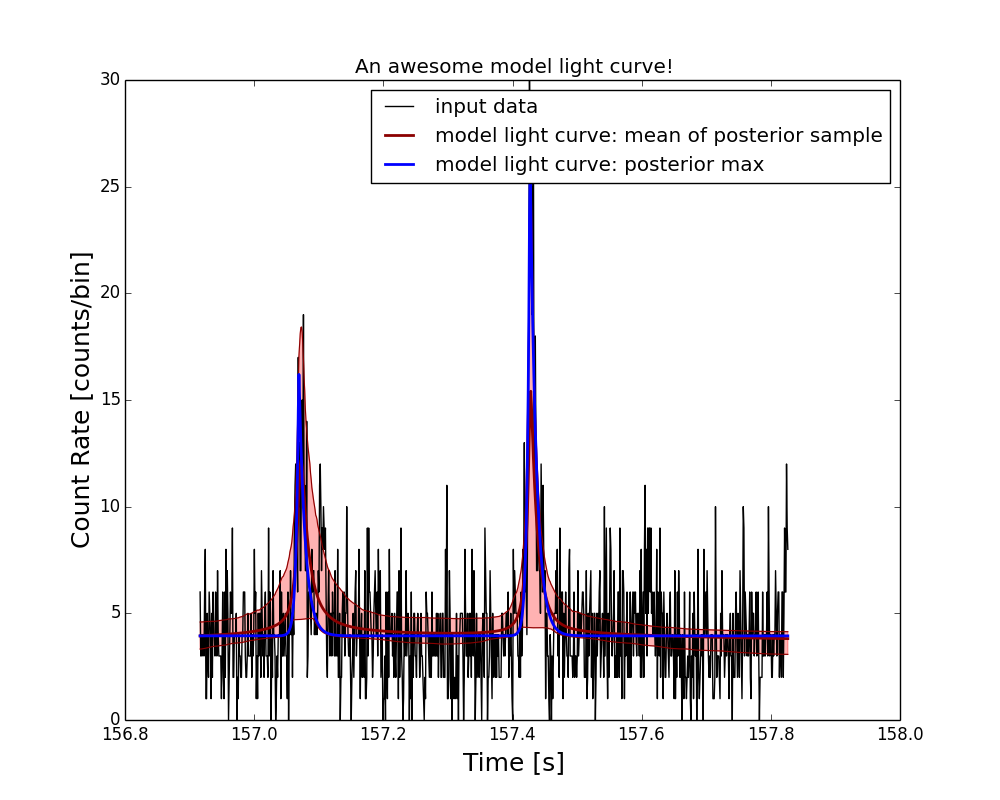 An awesome model light curve!
30
input data
model light curve: mean of posterior sample
model light curve: posterior max
25
20
15
10
5
0
Count Rate [counts/bin]
156.8 157.0 157.2 157.4 157.6 157.8 158.0
Time [s]